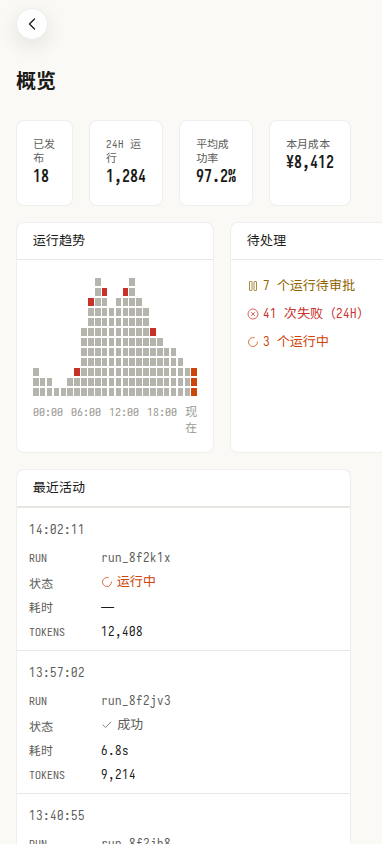 概览
已发
布
18
24H 运
行
1,284
平均成
功率
97.2%
本月成本
¥8,412
运行趋势
00:00 06:00 12:00 18:00 现
在
待处理
7 个运行待审批
41 次失败 (24H)
3 个运行中
最近活动
14:02:11
RUN run_8f2k1x
状态 运行中
耗时 —
TOKENS 12,408
13:57:02
RUN run_8f2jv3
状态 成功
耗时 6.8s
TOKENS 9,214
13:40:55